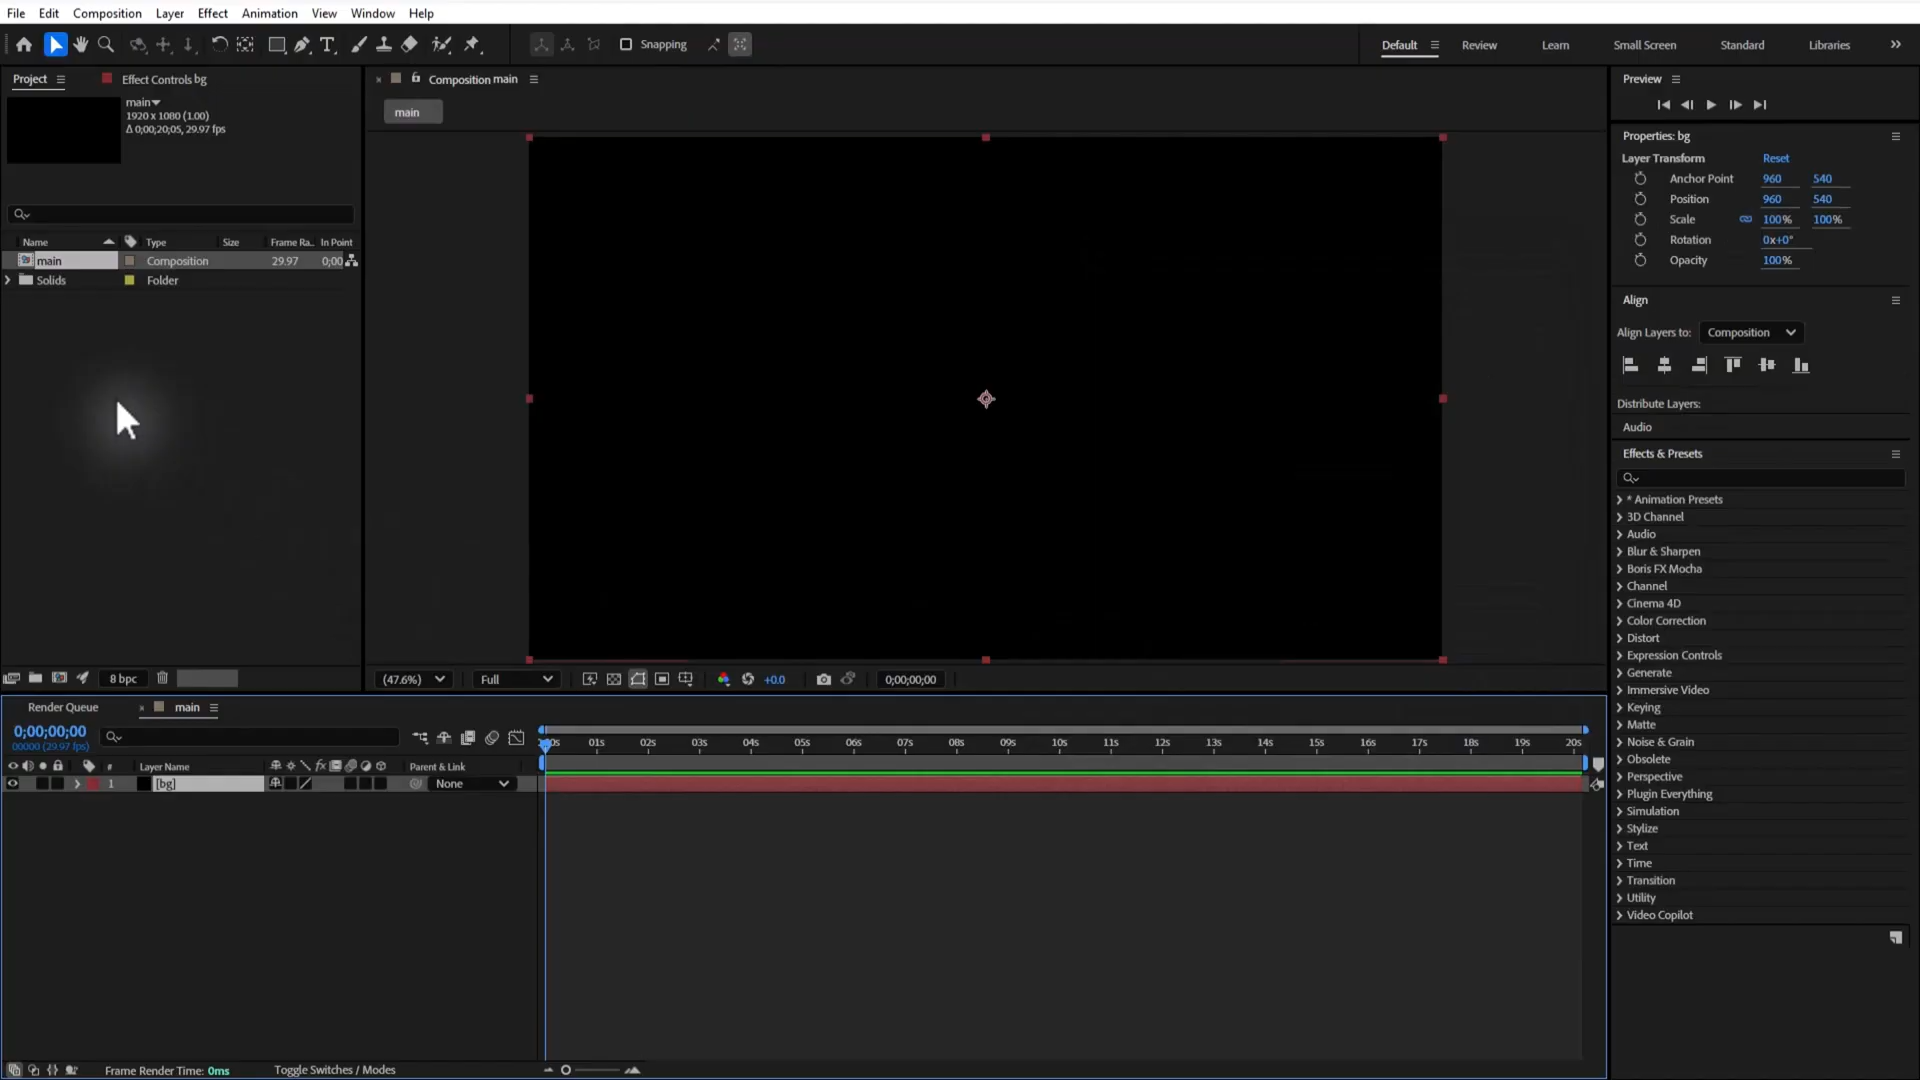 File Edit Composition Layer Effect Animation View Window Help
Snapping
Default Review Learn Small Screen Standard Libraries
Project Effect Controls bg
main
1920 x 1080 (1.00)
Δ 0;00;20;05, 29.97 fps
Name Type Size Frame Ra.. In Point
main Composition 29.97 0;00
Solids Folder
8 bpc
Composition main
main
(47.6%) Full +0.0 0;00;00;00
Preview
Properties: bg
Layer Transform Reset
Anchor Point 960 540
Position 960 540
Scale 100% 100%
Rotation 0x+0°
Opacity 100%
Align
Align Layers to: Composition
Distribute Layers:
Audio
Effects & Presets
* Animation Presets
3D Channel
Audio
Blur & Sharpen
Boris FX Mocha
Channel
Cinema 4D
Color Correction
Distort
Expression Controls
Generate
Immersive Video
Keying
Matte
Noise & Grain
Obsolete
Perspective
Plugin Everything
Simulation
Stylize
Text
Time
Transition
Utility
Video Copilot
Render Queue main
0;00;00;00
00000 (29.97 fps)
01s 02s 03s 04s 05s 06s 07s 08s 09s 10s 11s 12s 13s 14s 15s 16s 17s 18s 19s 20s
# Layer Name fx Parent & Link
1 [bg] None
Frame Render Time: 0ms Toggle Switches / Modes